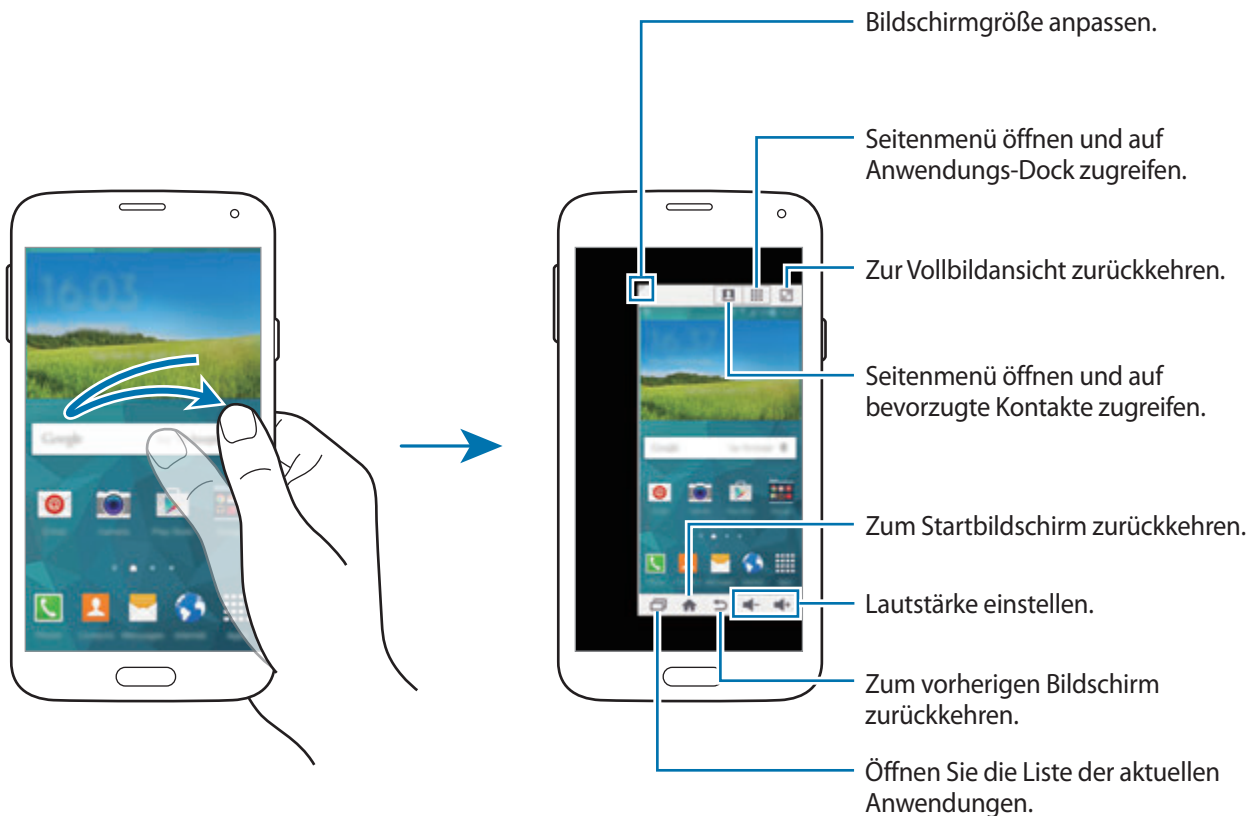 Bildschirmgröße anpassen.
Seitenmenü öffnen und auf
Anwendungs-Dock zugreifen.
Zur Vollbildansicht zurückkehren.
Seitenmenü öffnen und auf
bevorzugte Kontakte zugreifen.
Zum Startbildschirm zurückkehren.
Lautstärke einstellen.
Zum vorherigen Bildschirm
zurückkehren.
Öffnen Sie die Liste der aktuellen
Anwendungen.
16:03
Google
Google